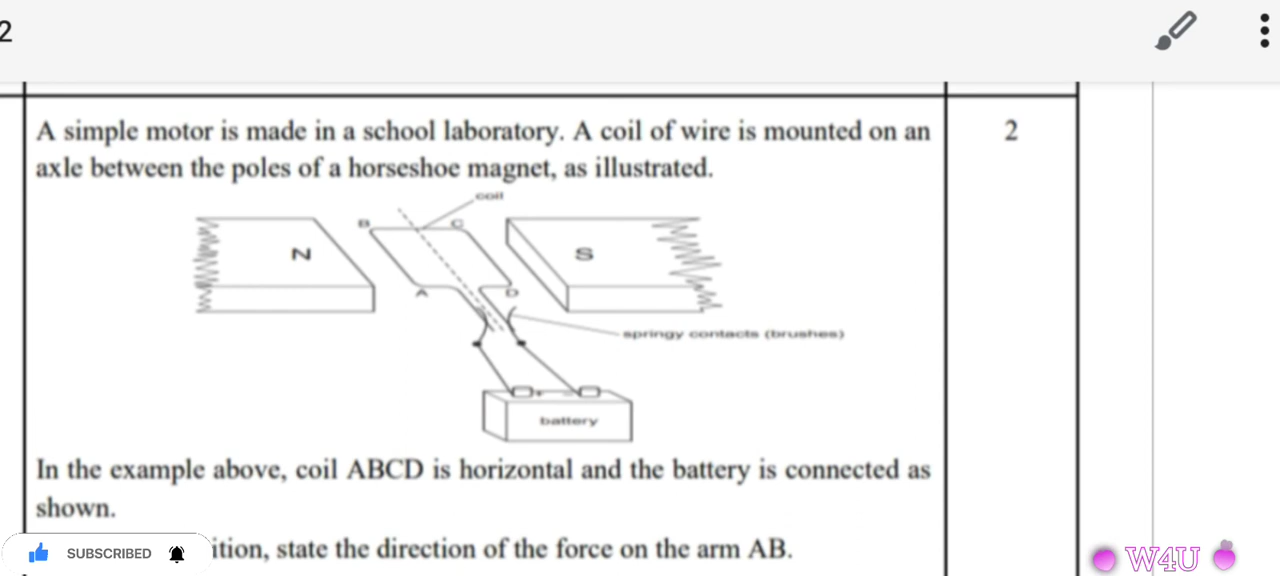 2
A simple motor is made in a school laboratory. A coil of wire is mounted on an
2
axle between the poles of a horseshoe magnet, as illustrated.
coil
B
C
N
S
A
D
springy contacts (brushes)
+
battery
In the example above, coil ABCD is horizontal and the battery is connected as
shown.
SUBSCRIBED
ition, state the direction of the force on the arm AB.
W4U